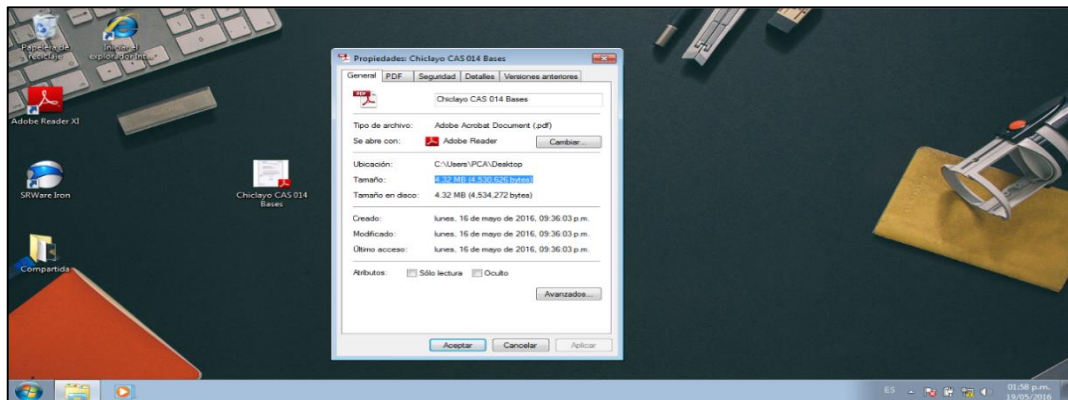 Papelera de
reciclaje
Iniciar el
explorador Int...
Adobe Reader XI
SRWare Iron
Compartida
Chiclayo CAS 014
Bases
Propiedades: Chiclayo CAS 014 Bases
General PDF Seguridad Detalles Versiones anteriores
PDF
Chiclayo CAS 014 Bases
Tipo de archivo: Adobe Acrobat Document (.pdf)
Se abre con: Adobe Reader Cambiar...
Ubicación: C:\Users\PCA\Desktop
Tamaño: 4.32 MB (4,530,626 bytes)
Tamaño en disco: 4.32 MB (4,534,272 bytes)
Creado: lunes, 16 de mayo de 2016, 09:36:03 p.m.
Modificado: lunes, 16 de mayo de 2016, 09:36:03 p.m.
Último acceso: lunes, 16 de mayo de 2016, 09:36:03 p.m.
Atributos: Sólo lectura Oculto
Avanzados...
Aceptar Cancelar Aplicar
ES 01:58 p.m.
19/05/2016